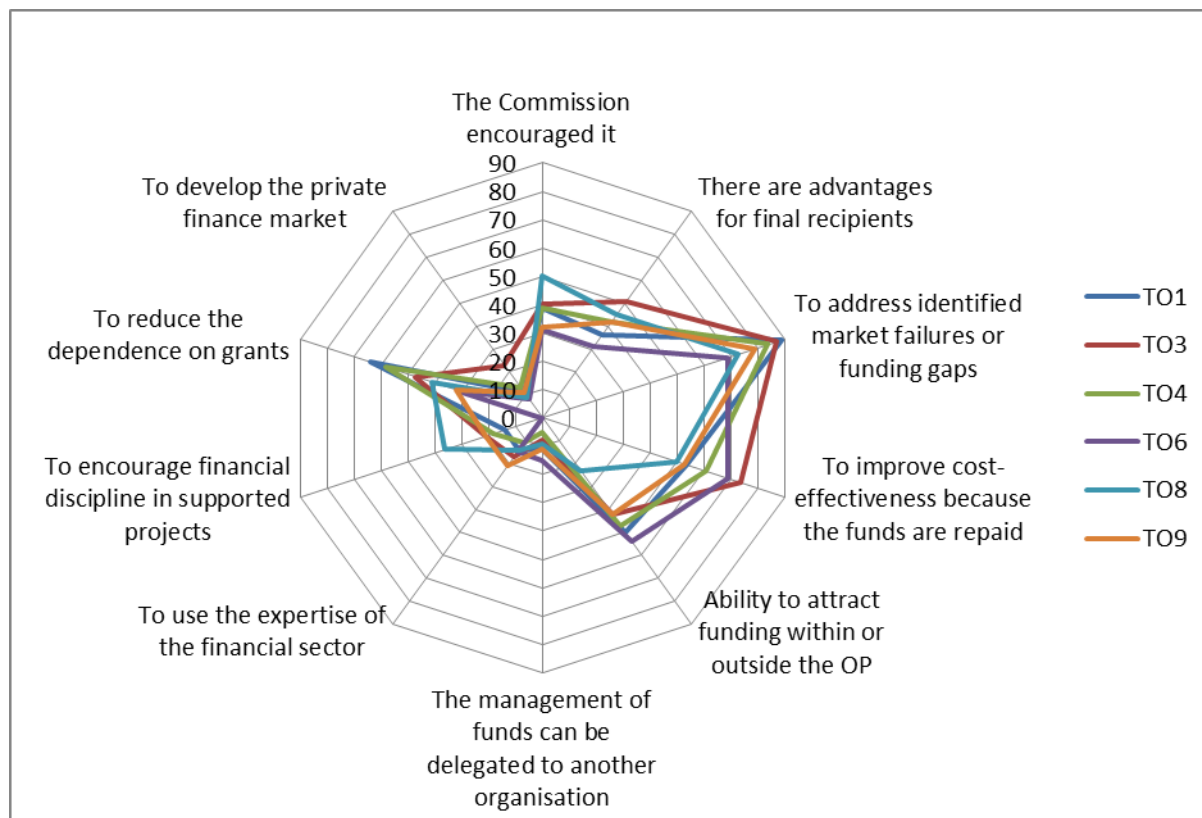 The Commission
encouraged it
There are advantages
for final recipients
To address identified
market failures or
funding gaps
To improve cost-
effectiveness because
the funds are repaid
Ability to attract
funding within or
outside the OP
The management of
funds can be
delegated to another
organisation
To use the expertise of
the financial sector
To encourage financial
discipline in supported
projects
To reduce the
dependence on grants
To develop the private
finance market
90
80
70
60
50
40
30
20
10
0
TO1
TO3
TO4
TO6
TO8
TO9